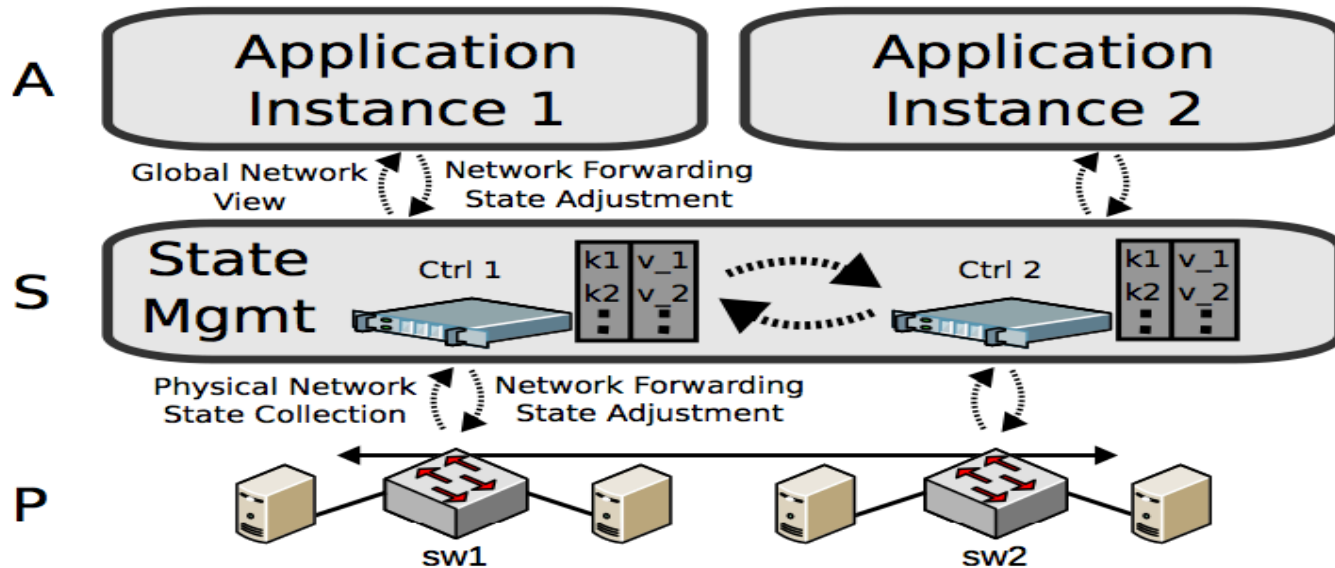 A
Application
Instance 1
Application
Instance 2
Global Network
View
Network Forwarding
State Adjustment
S
State
Mgmt
Ctrl 1
k1 v_1
k2 v_2
Ctrl 2
k1 v_1
k2 v_2
Physical Network
State Collection
Network Forwarding
State Adjustment
P
sw1
sw2